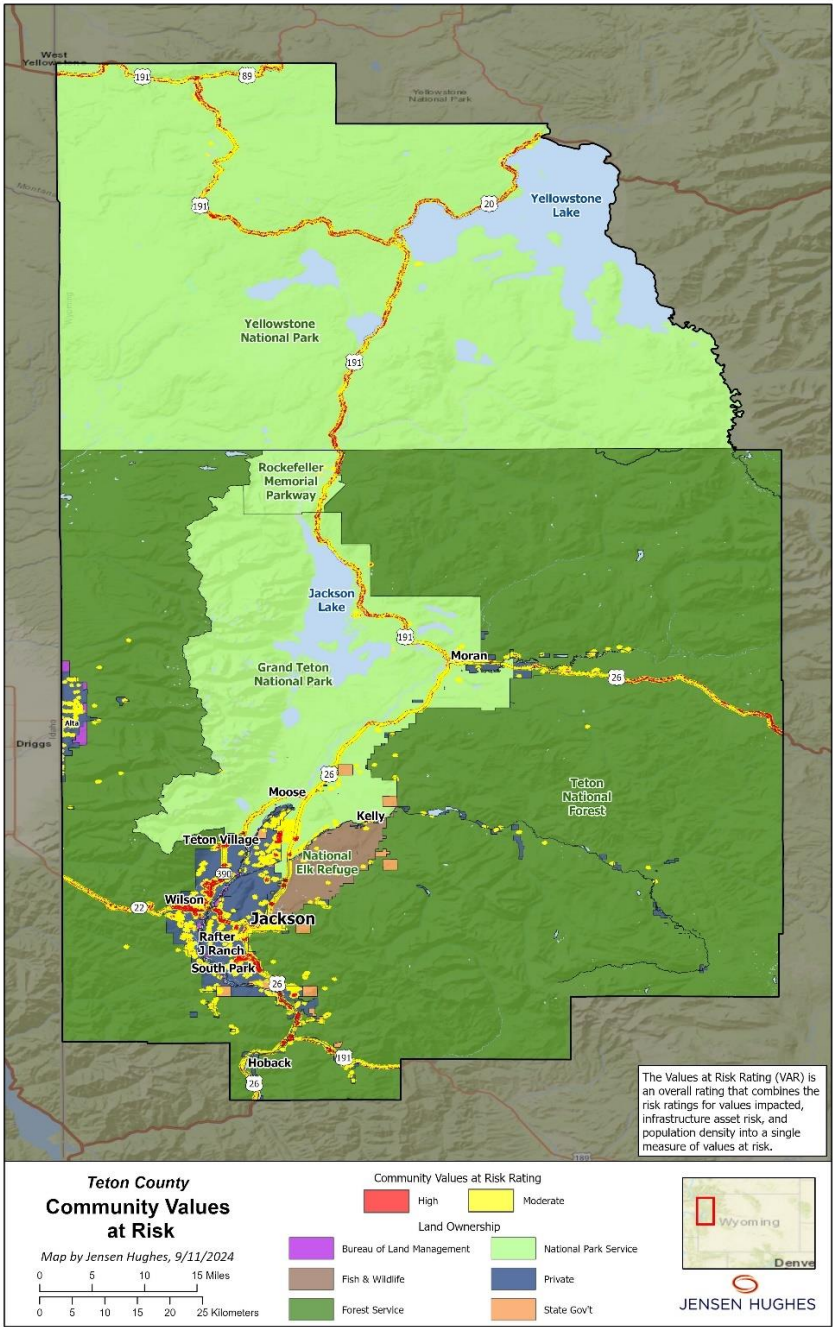 West
Yellowstone
191
89
Yellowstone
National Park
Montana
191
20
Yellowstone
Lake
Wyoming
Yellowstone
National Park
191
Rockefeller
Memorial
Parkway
Jackson
Lake
191
Moran
Grand Teton
National Park
26
Alta
Idaho
Driggs
26
Moose
Teton
National
Forest
Kelly
Teton Village
National
Elk Refuge
390
Wilson
22
Jackson
Rafter
J Ranch
South Park
26
191
Hoback
26
The Values at Risk Rating (VAR) is
an overall rating that combines the
risk ratings for values impacted,
infrastructure asset risk, and
population density into a single
measure of values at risk.
189
Teton County
Community Values
at Risk
Map by Jensen Hughes, 9/11/2024
0 5 10 15 Miles
0 5 10 15 20 25 Kilometers
Community Values at Risk Rating
High
Moderate
Land Ownership
Bureau of Land Management
National Park Service
Fish & Wildlife
Private
Forest Service
State Gov't
Wyoming
Denve
JENSEN HUGHES